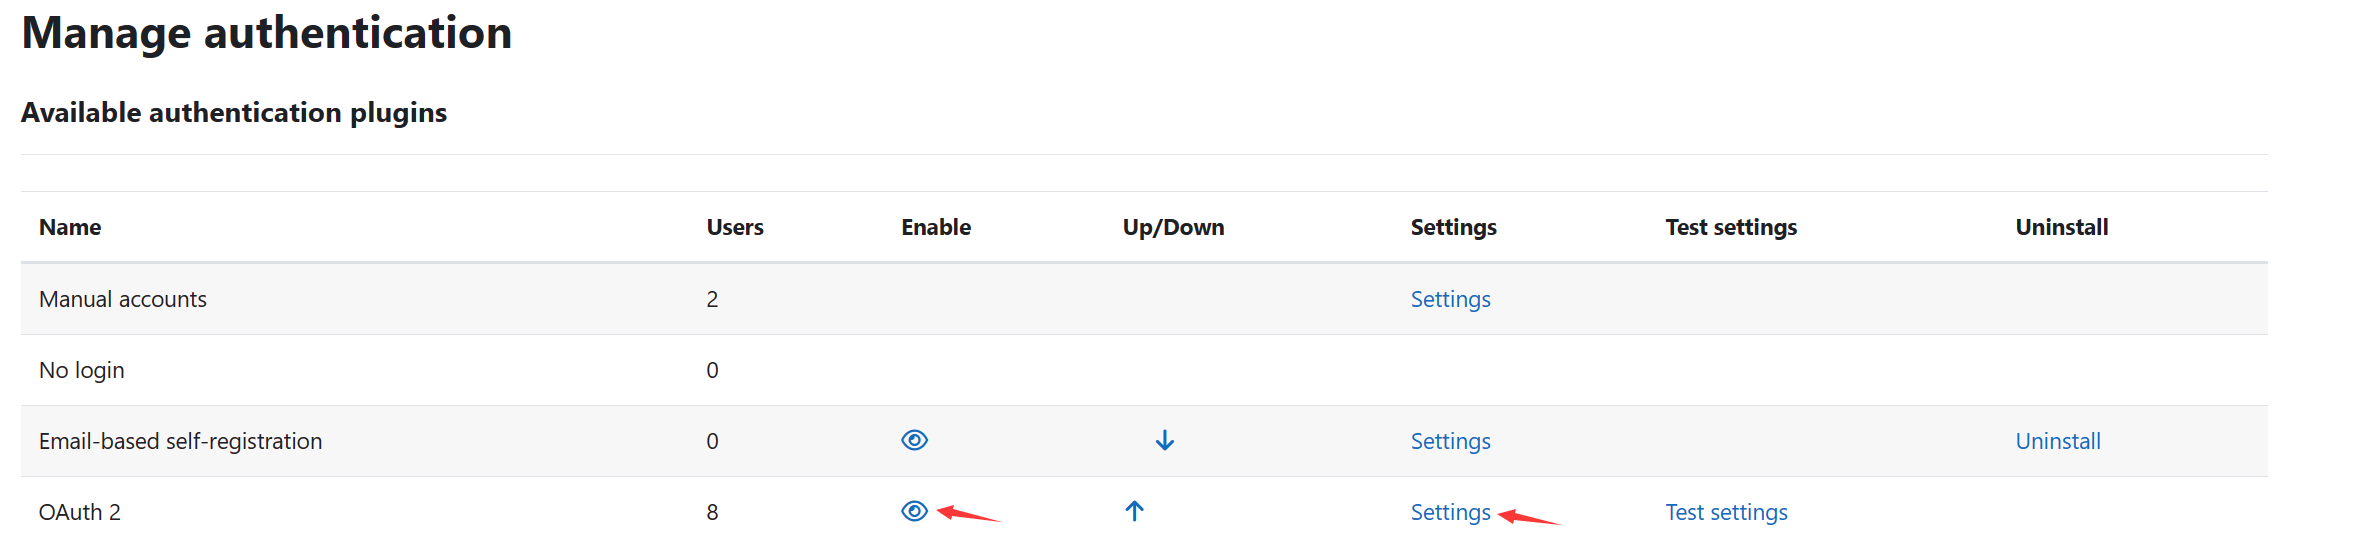 Manage authentication
Available authentication plugins
Name Users Enable Up/Down Settings Test settings Uninstall
Manual accounts 2 Settings
No login 0
Email-based self-registration 0 Settings Uninstall
OAuth 2 8 Settings Test settings